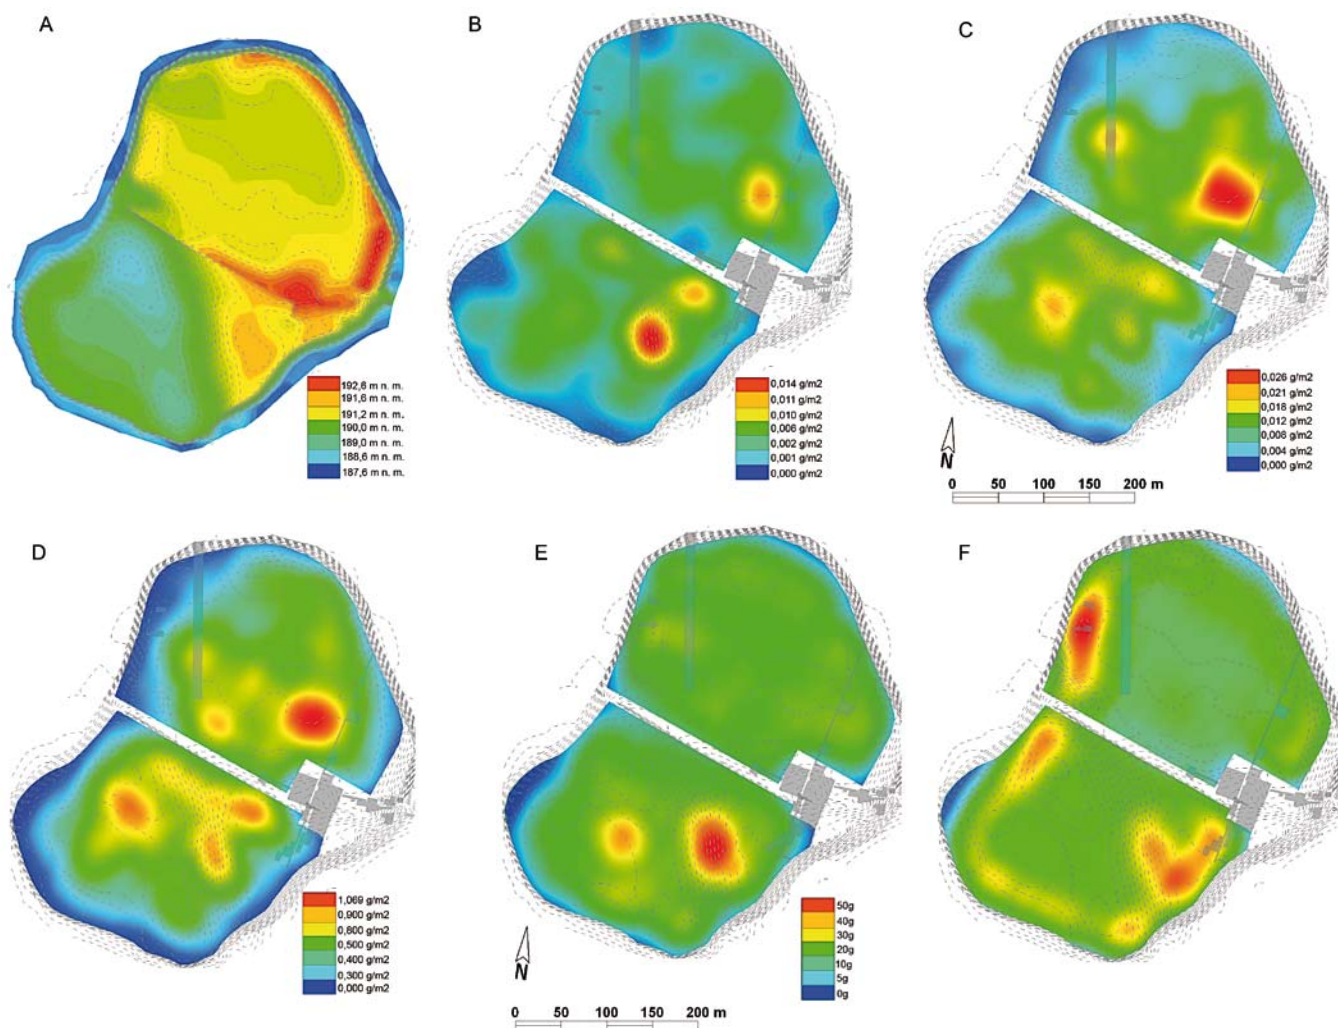 A
B
C
192,6 m n. m.
191,6 m n. m.
191,2 m n. m.
190,0 m n. m.
189,0 m n. m.
188,6 m n. m.
187,6 m n. m.
0,014 g/m2
0,011 g/m2
0,010 g/m2
0,006 g/m2
0,002 g/m2
0,001 g/m2
0,000 g/m2
0,026 g/m2
0,021 g/m2
0,018 g/m2
0,012 g/m2
0,008 g/m2
0,004 g/m2
0,000 g/m2
N
0 50 100 150 200 m
D
E
F
1,069 g/m2
0,900 g/m2
0,800 g/m2
0,500 g/m2
0,400 g/m2
0,300 g/m2
0,000 g/m2
50g
40g
30g
20g
10g
5g
0g
N
0 50 100 150 200 m